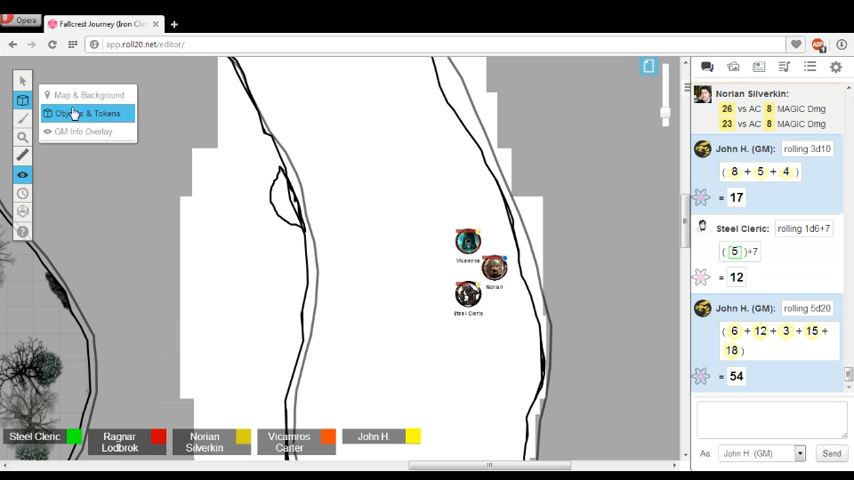 Opera
Fallcrest Journey (Iron Cli
app.roll20.net/editor/
Map & Background
Objects & Tokens
GM Info Overlay
Vicamros
Norian
Steel Cleric
Steel Cleric
Ragnar
Lodbrok
Norian
Silverkin
Vicamros
Carter
John H.
Norian Silverkin:
26 vs AC 8 MAGIC Dmg
23 vs AC 8 MAGIC Dmg
John H. (GM): rolling 3d10
( 8 + 5 + 4 )
= 17
Steel Cleric: rolling 1d6+7
( 5 )+7
= 12
John H. (GM): rolling 5d20
( 6 + 12 + 3 + 15 +
18 )
= 54
As: John H. (GM) Send